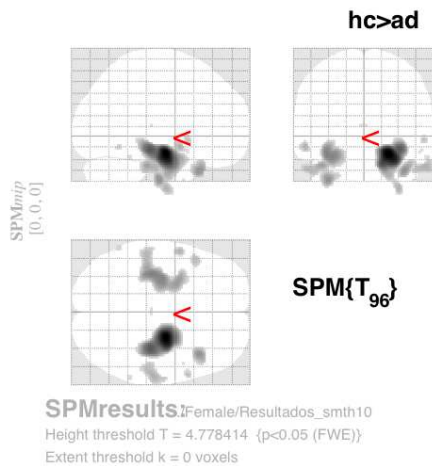 hc>ad
<
<
SPMmip
[0, 0, 0]
<
SPM{T96}
SPMresults: ./Female/Resultados_smth10
Height threshold T = 4.778414 {p<0.05 (FWE)}
Extent threshold k = 0 voxels